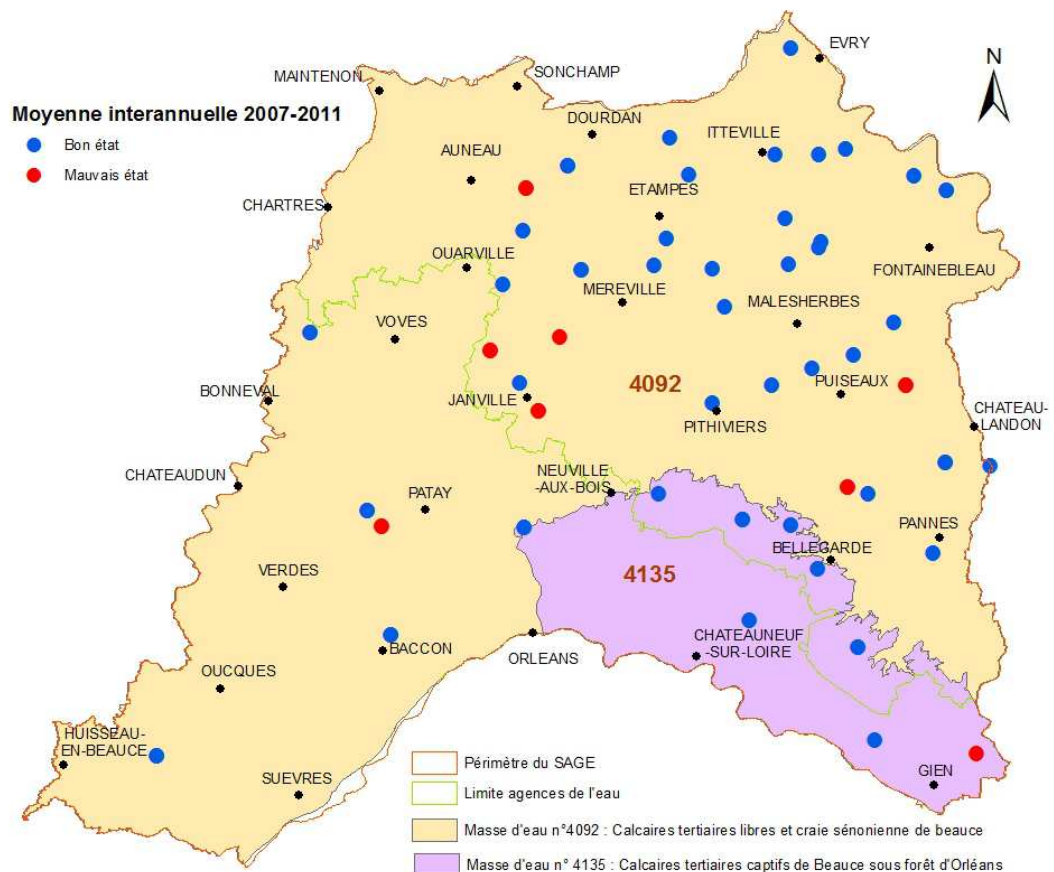 EVRY
N
SONCHAMP
MAINTENON
Moyenne interannuelle 2007-2011
Bon état
Mauvais état
DOURDAN
ITTEVILLE
AUNEAU
ETAMPES
CHARTRES
OUARVILLE
FONTAINEBLEAU
MEREVILLE
MALESHERBES
VOVES
BONNEVAL
4092
JANVILLE
PUISEAUX
PITHIVIERS
CHATEAU-
LANDON
CHATEAUDUN
NEUVILLE
-AUX-BOIS
PATAY
PANNES
BELLEGARDE
VERDES
4135
CHATEAUNEUF
-SUR-LOIRE
ORLEANS
BACCON
OUCQUES
HUISSEAU-
EN-BEAUCE
SUEVRES
GIEN
Périmètre du SAGE
Limite agences de l'eau
Masse d'eau n°4092 : Calcaires tertiaires libres et craie sénonienne de beauce
Masse d'eau n° 4135 : Calcaires tertiaires captifs de Beauce sous forêt d'Orléans